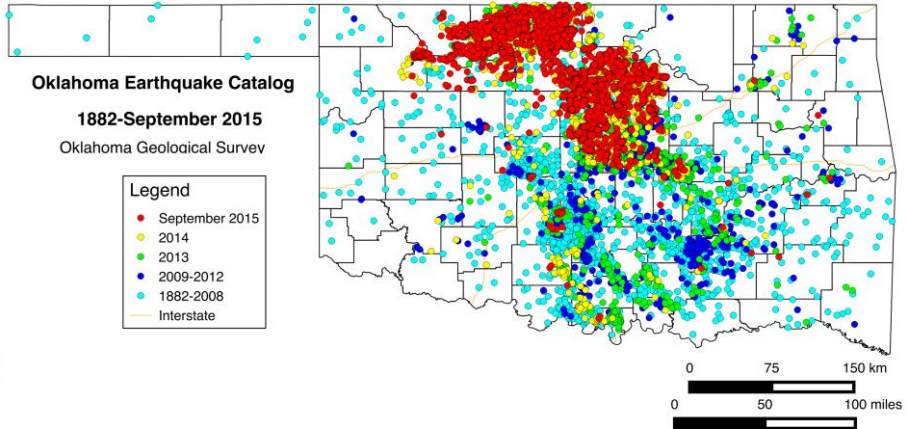 Oklahoma Earthquake Catalog
1882-September 2015
Oklahoma Geological Survey
Legend
September 2015
2014
2013
2009-2012
1882-2008
Interstate
0 75 150 km
0 50 100 miles